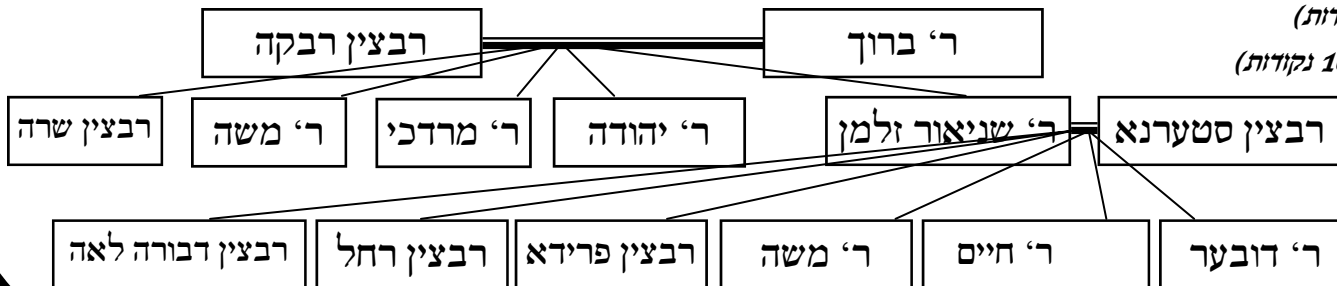 ר' ברוך
רבצין רבקה
נקודות)
רבצין סטערנא
ר' שניאור זלמן
ר' יהודה
ר' מרדכי
ר' משה
רבצין שרה
ר' דובער
ר' חיים
ר' משה
רבצין פרידא
רבצין רחל
רבצין דבורה לאה